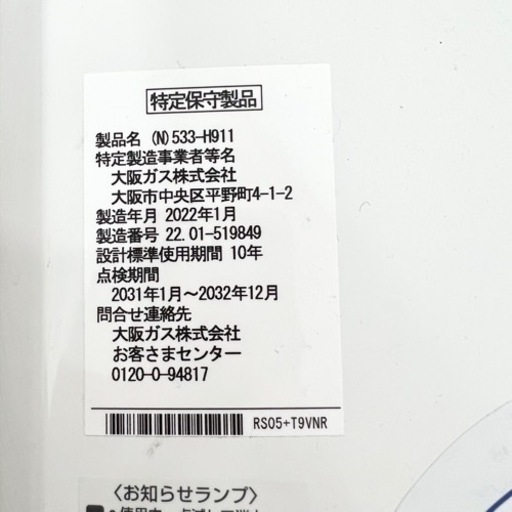 特定保守製品
製品名 (N)533-H911
特定製造事業者等名
大阪ガス株式会社
大阪市中央区平野町4-1-2
製造年月 2022年1月
製造番号 22.01-519849
設計標準使用期間 10年
点検期間
2031年1月～2032年12月
問合せ連絡先
大阪ガス株式会社
お客さまセンター
0120-0-94817
RS05+T9VNR
〈お知らせランプ〉